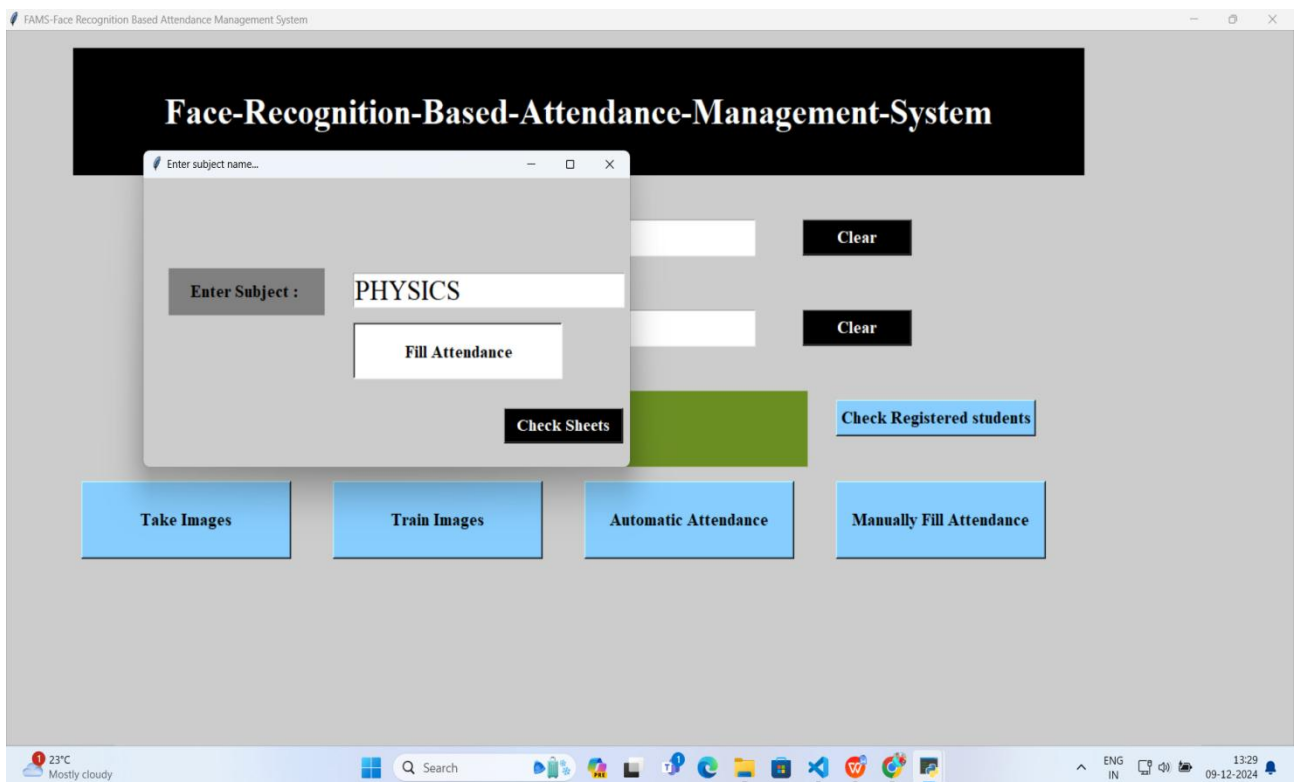 FAMS-Face Recognition Based Attendance Management System
Face-Recognition-Based-Attendance-Management-System
Enter subject name...
Clear
Enter Subject :
PHYSICS
Clear
Fill Attendance
Check Registered students
Check Sheets
Take Images
Train Images
Automatic Attendance
Manually Fill Attendance
1
23°C
Mostly cloudy
Search
PRE
ENG
IN
13:29
09-12-2024